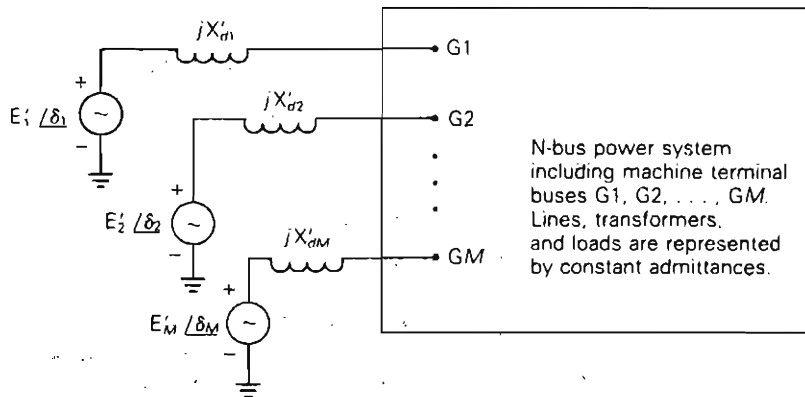 jX'd1
G1
E'1 /δ1
+
−
~
jX'd2
G2
E'2 /δ2
+
−
~
jX'dM
GM
E'M /δM
+
−
~
N-bus power system
including machine terminal
buses G1, G2, . . . , GM.
Lines, transformers,
and loads are represented
by constant admittances.